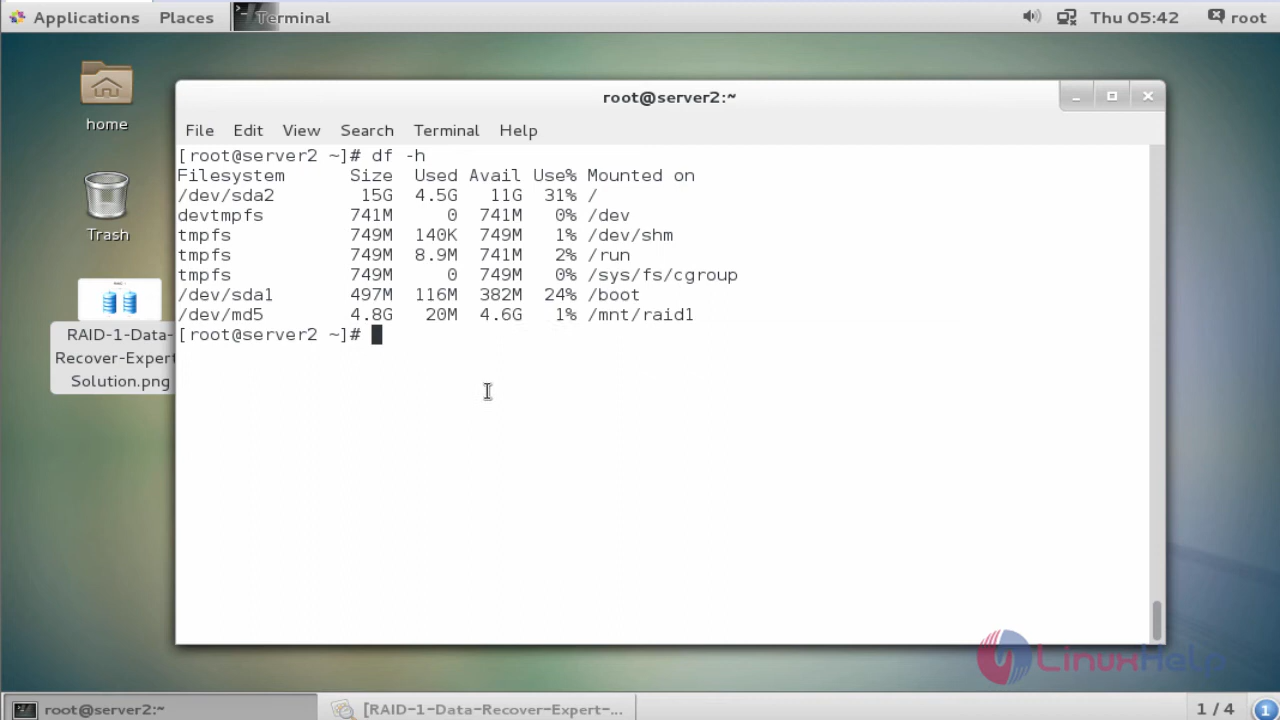 Applications Places Terminal Thu 05:42 root
home
Trash
RAID-1-Data-
Recover-Expert
Solution.png
root@server2:~
File Edit View Search Terminal Help
[root@server2 ~]# df -h
Filesystem Size Used Avail Use% Mounted on
/dev/sda2 15G 4.5G 11G 31% /
devtmpfs 741M 0 741M 0% /dev
tmpfs 749M 140K 749M 1% /dev/shm
tmpfs 749M 8.9M 741M 2% /run
tmpfs 749M 0 749M 0% /sys/fs/cgroup
/dev/sda1 497M 116M 382M 24% /boot
/dev/md5 4.8G 20M 4.6G 1% /mnt/raid1
[root@server2 ~]#
LinuxHelp
root@server2:~ [RAID-1-Data-Recover-Expert-... 1 / 4 1